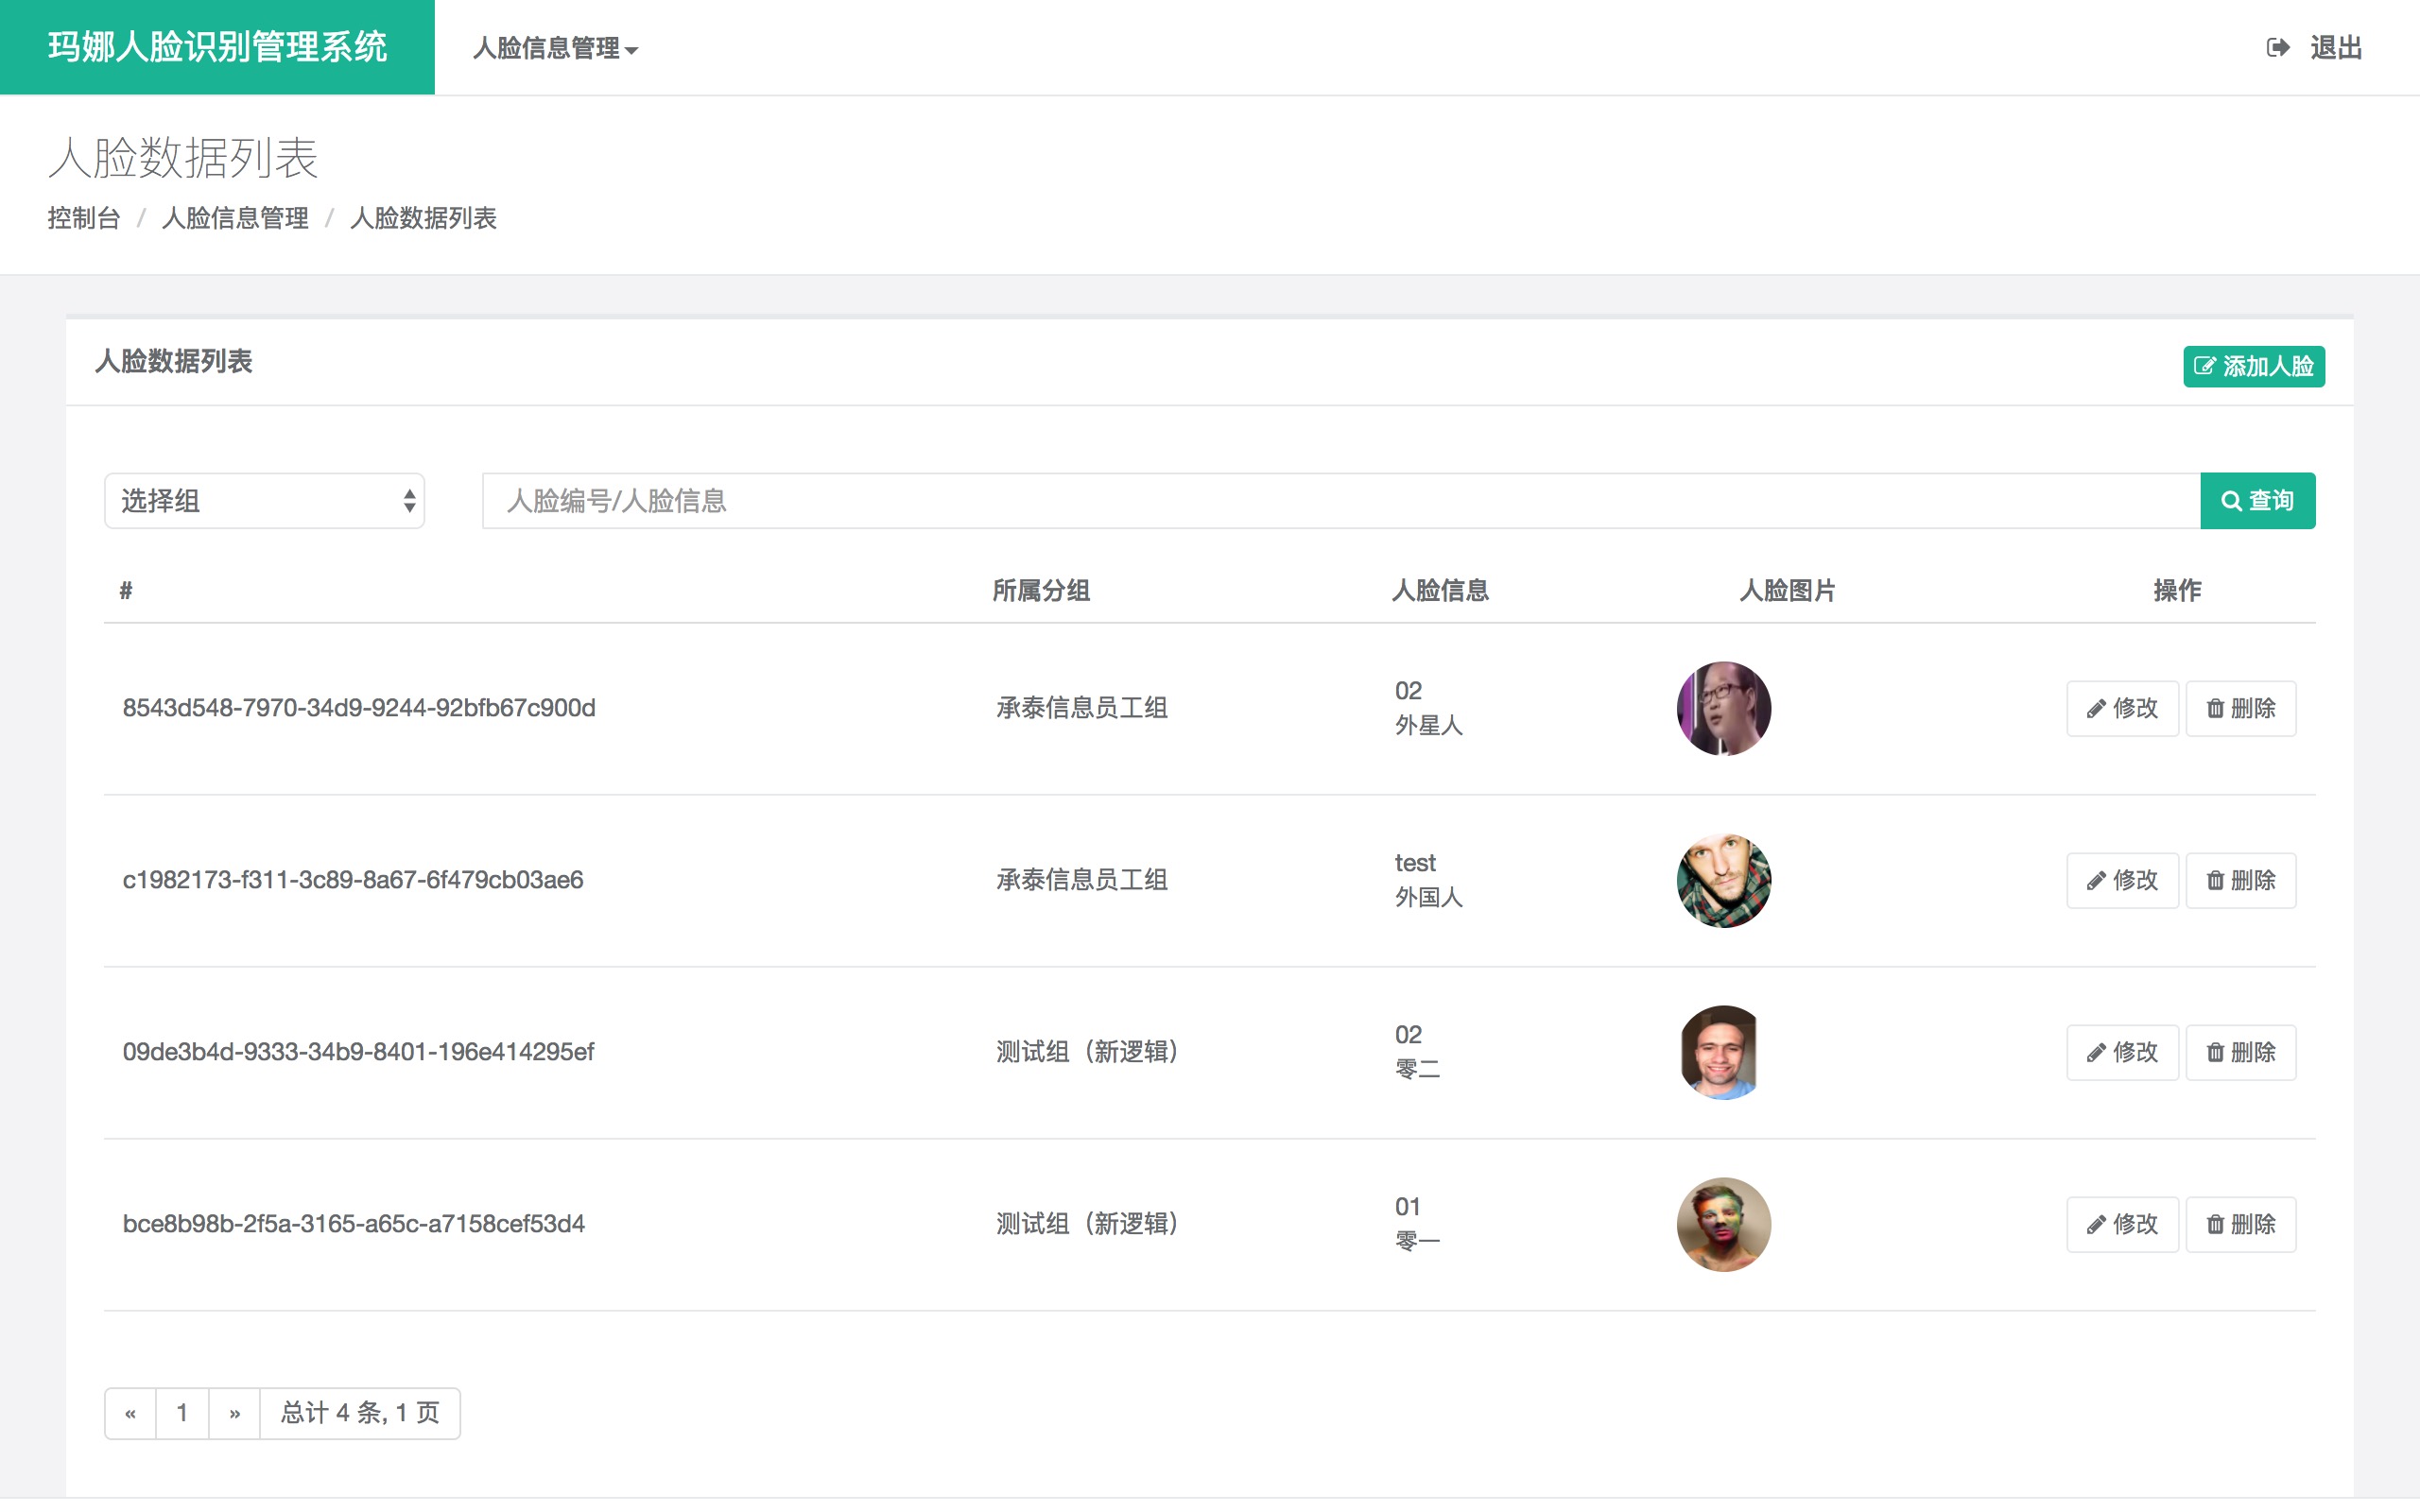 玛娜人脸识别管理系统 人脸信息管理 退出
人脸数据列表
控制台 / 人脸信息管理 / 人脸数据列表
人脸数据列表 添加人脸
选择组 人脸编号/人脸信息 查询
# 所属分组 人脸信息 人脸图片 操作
8543d548-7970-34d9-9244-92bfb67c900d 承泰信息员工组 02 修改 删除
外星人
c1982173-f311-3c89-8a67-6f479cb03ae6 承泰信息员工组 test 修改 删除
外国人
09de3b4d-9333-34b9-8401-196e414295ef 测试组（新逻辑） 02 修改 删除
零二
bce8b98b-2f5a-3165-a65c-a7158cef53d4 测试组（新逻辑） 01 修改 删除
零一
« 1 » 总计 4 条, 1 页